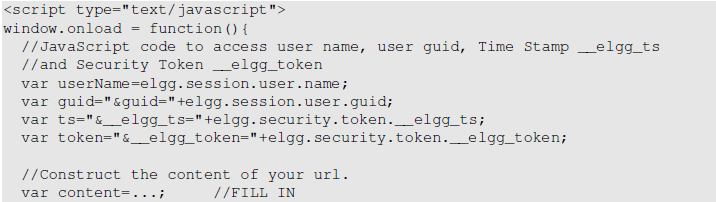 <script type="text/javascript">
window.onload = function(){
//JavaScript code to access user name, user guid, Time Stamp __elgg_ts
//and Security Token __elgg_token
var userName=elgg.session.user.name;
var guid="&guid="+elgg.session.user.guid;
var ts="&__elgg_ts="+elgg.security.token.__elgg_ts;
var token="&__elgg_token="+elgg.security.token.__elgg_token;
//Construct the content of your url.
var content=...; //FILL IN